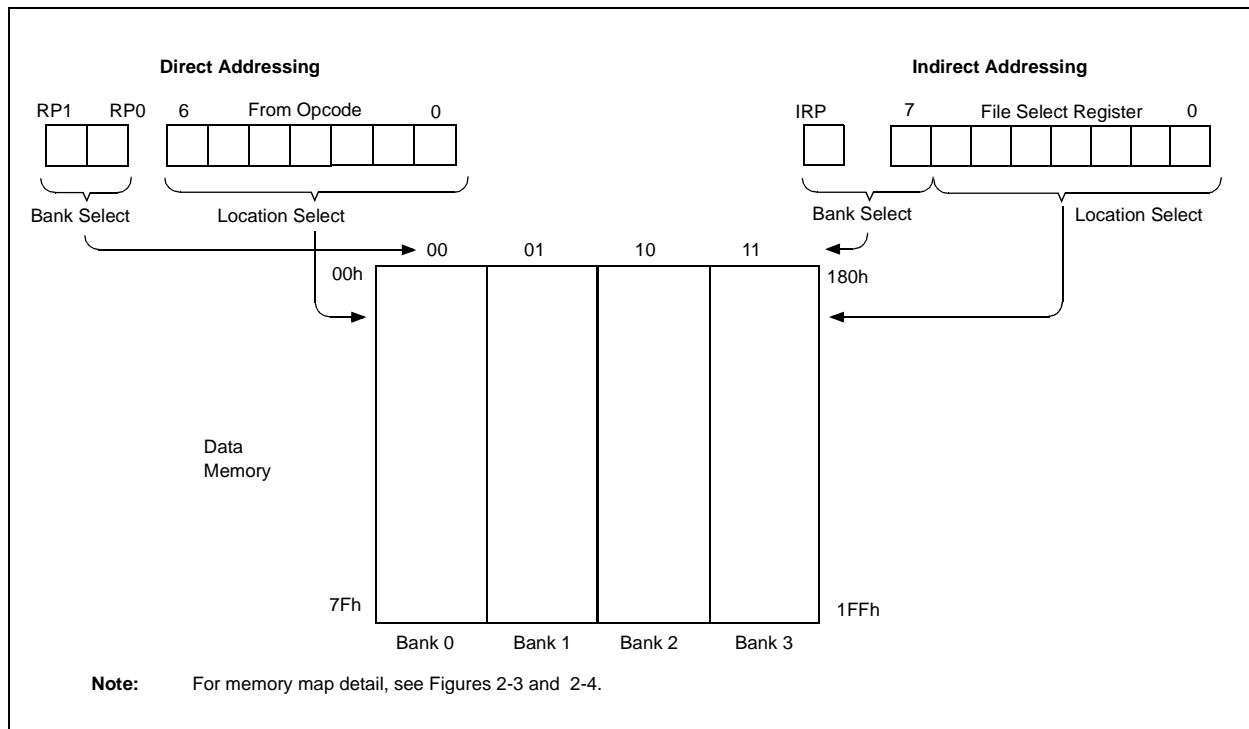 Direct Addressing
Indirect Addressing
RP1 RP0 6 From Opcode 0
IRP 7 File Select Register 0
Bank Select Location Select
Bank Select Location Select
00 01 10 11
00h 180h
Data
Memory
7Fh 1FFh
Bank 0 Bank 1 Bank 2 Bank 3
Note: For memory map detail, see Figures 2-3 and 2-4.